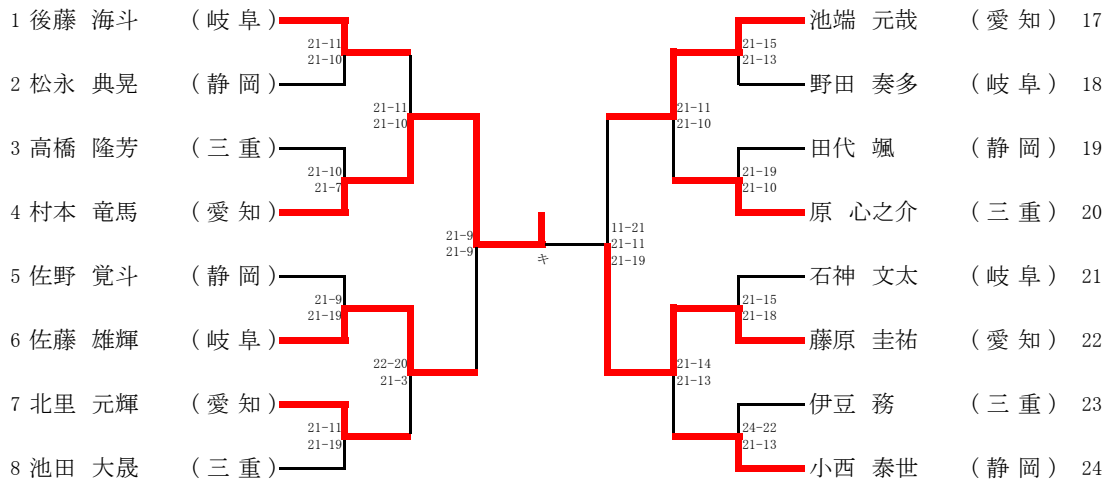 1 後藤 海斗 (岐阜)
21-11
21-10
2 松永 典晃 (静岡)
21-11
21-10
3 高橋 隆芳 (三重)
21-10
21-7
4 村本 竜馬 (愛知)
21-9
21-9
5 佐野 覚斗 (静岡)
21-9
21-19
6 佐藤 雄輝 (岐阜)
22-20
21-3
7 北里 元輝 (愛知)
21-11
21-19
8 池田 大晟 (三重)
キ
池端 元哉 (愛知) 17
21-15
21-13
野田 奏多 (岐阜) 18
21-11
21-10
田代 颯 (静岡) 19
21-19
21-10
原 心之介 (三重) 20
11-21
21-11
21-19
石神 文太 (岐阜) 21
21-15
21-18
藤原 圭祐 (愛知) 22
21-14
21-13
伊豆 務 (三重) 23
24-22
21-13
小西 泰世 (静岡) 24